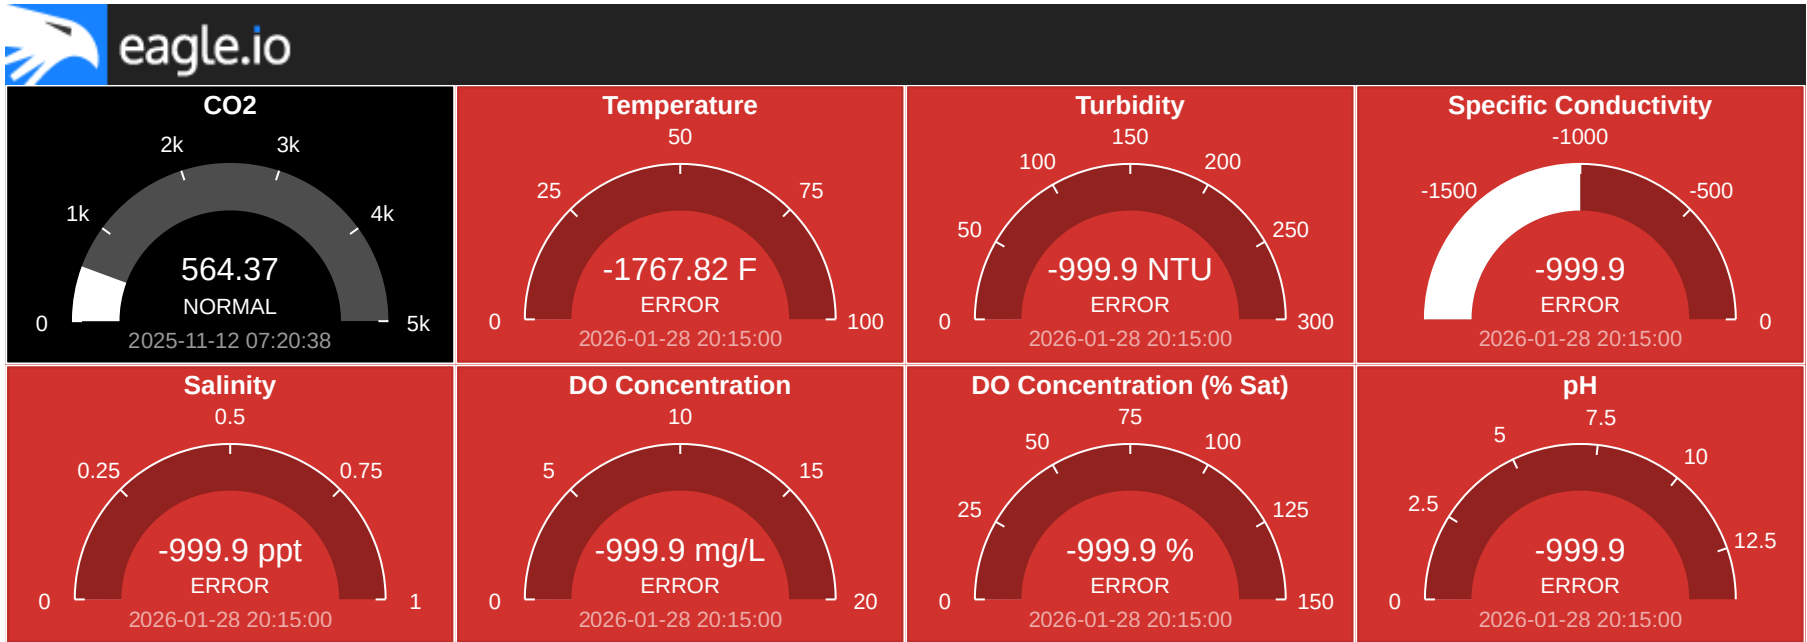 eagle.io
CO2
2k
3k
1k
4k
564.37
NORMAL
0
5k
2025-11-12 07:20:38
Temperature
50
25
75
-1767.82 F
ERROR
0
100
2026-01-28 20:15:00
Turbidity
150
100
200
50
250
-999.9 NTU
ERROR
0
300
2026-01-28 20:15:00
Specific Conductivity
-1000
-1500
-500
-999.9
ERROR
0
2026-01-28 20:15:00
Salinity
0.5
0.25
0.75
-999.9 ppt
ERROR
0
1
2026-01-28 20:15:00
DO Concentration
10
5
15
-999.9 mg/L
ERROR
0
20
2026-01-28 20:15:00
DO Concentration (% Sat)
75
50
100
25
125
-999.9 %
ERROR
0
150
2026-01-28 20:15:00
pH
7.5
5
10
2.5
12.5
-999.9
ERROR
0
2026-01-28 20:15:00